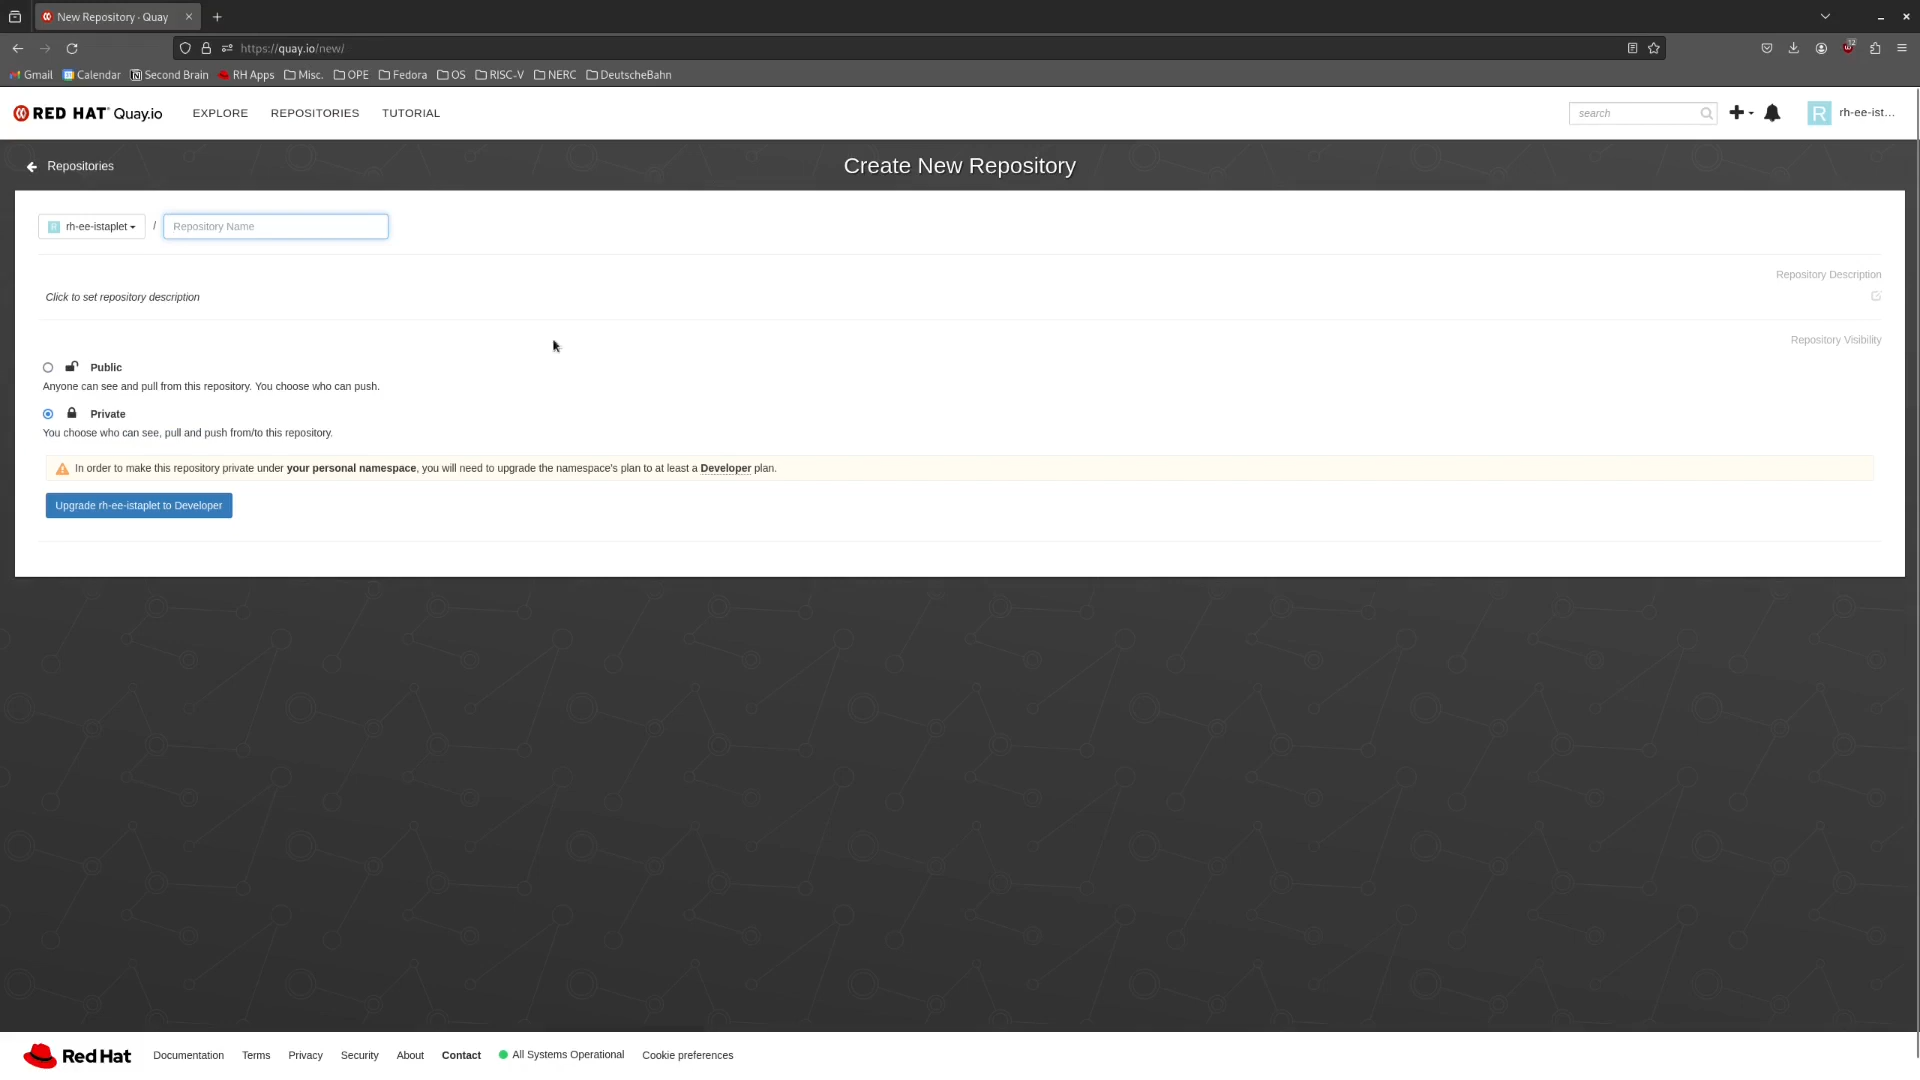 New Repository · Quay
https://quay.io/new/
12
Gmail Calendar Second Brain RH Apps Misc. OPE Fedora OS RISC-V NERC DeutscheBahn
RED HAT Quay.io EXPLORE REPOSITORIES TUTORIAL search R rh-ee-ist...
Repositories Create New Repository
R rh-ee-istaplet / Repository Name
Repository Description
Click to set repository description
Repository Visibility
Public
Anyone can see and pull from this repository. You choose who can push.
Private
You choose who can see, pull and push from/to this repository.
In order to make this repository private under your personal namespace, you will need to upgrade the namespace's plan to at least a Developer plan.
Upgrade rh-ee-istaplet to Developer
Red Hat Documentation Terms Privacy Security About Contact All Systems Operational Cookie preferences